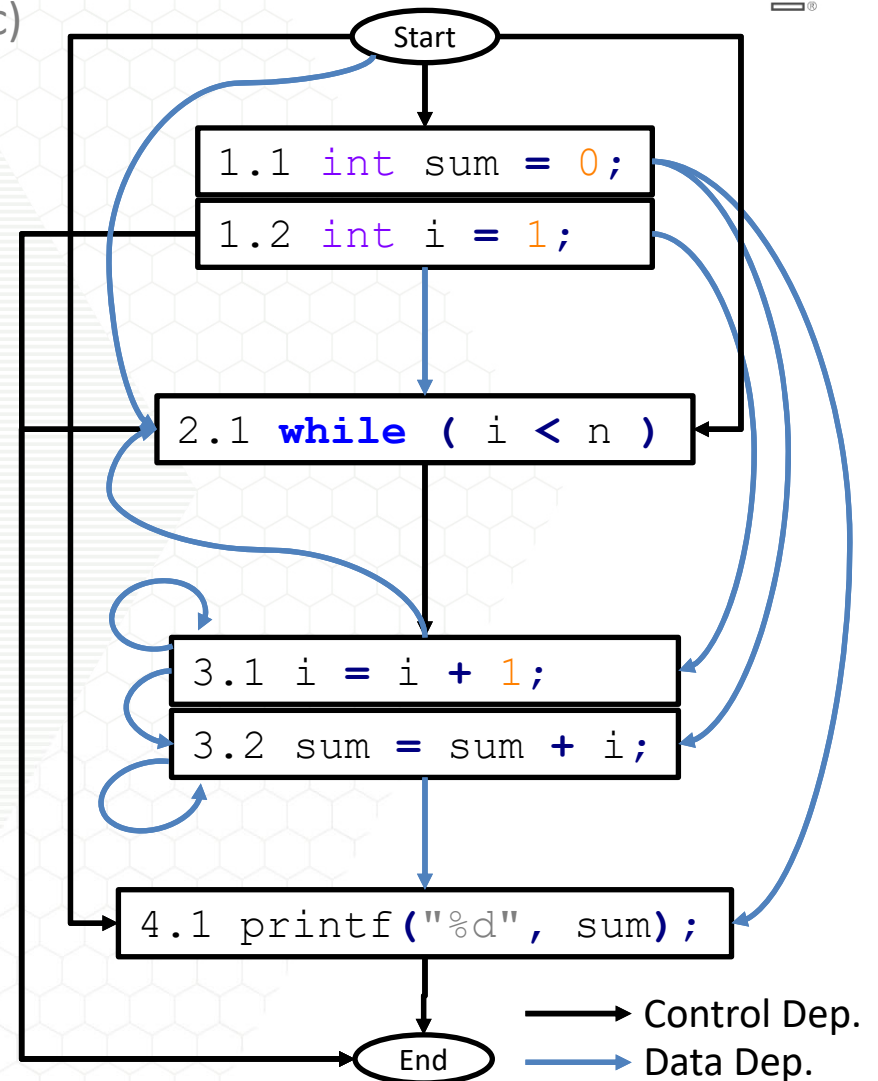 c)
®
Start
1.1 int sum = 0;
1.2 int i = 1;
2.1 while ( i < n )
3.1 i = i + 1;
3.2 sum = sum + i;
4.1 printf("%d", sum);
End
Control Dep.
Data Dep.